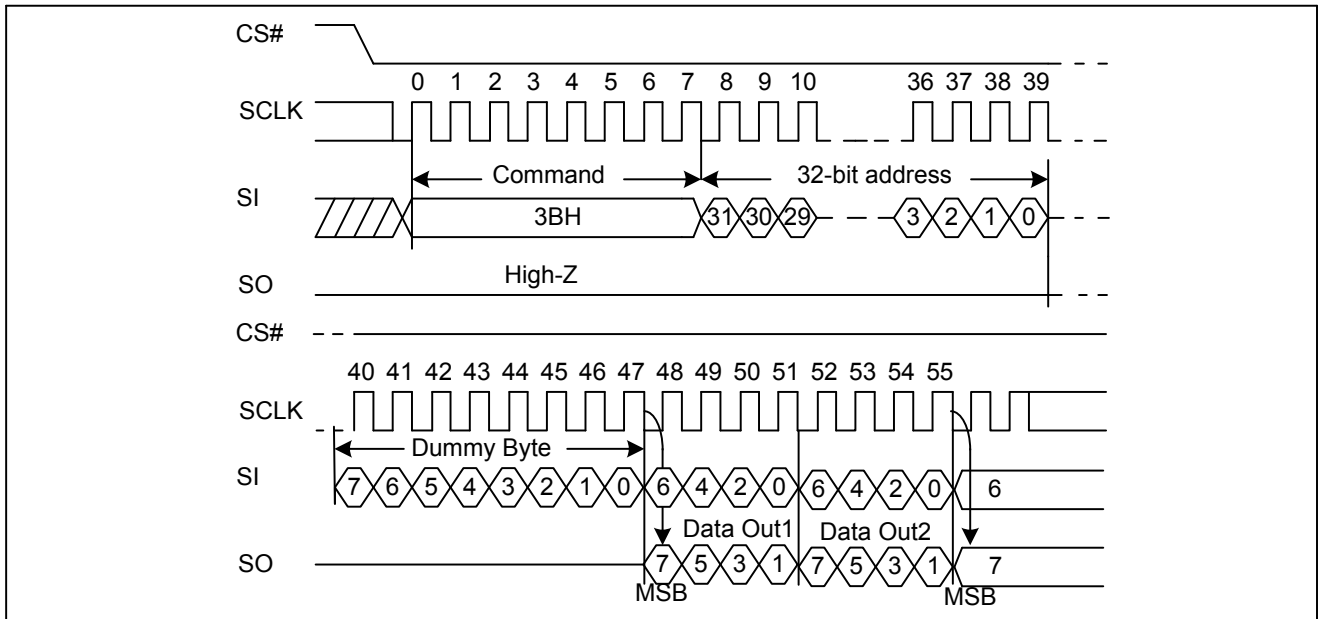 CS#
0 1 2 3 4 5 6 7 8 9 10 36 37 38 39
SCLK
Command 32-bit address
SI
3BH 31 30 29 3 2 1 0
High-Z
SO
CS#
40 41 42 43 44 45 46 47 48 49 50 51 52 53 54 55
SCLK
Dummy Byte
SI
7 6 5 4 3 2 1 0 6 4 2 0 6 4 2 0 6
Data Out1 Data Out2
SO
7 5 3 1 7 5 3 1 7
MSB MSB